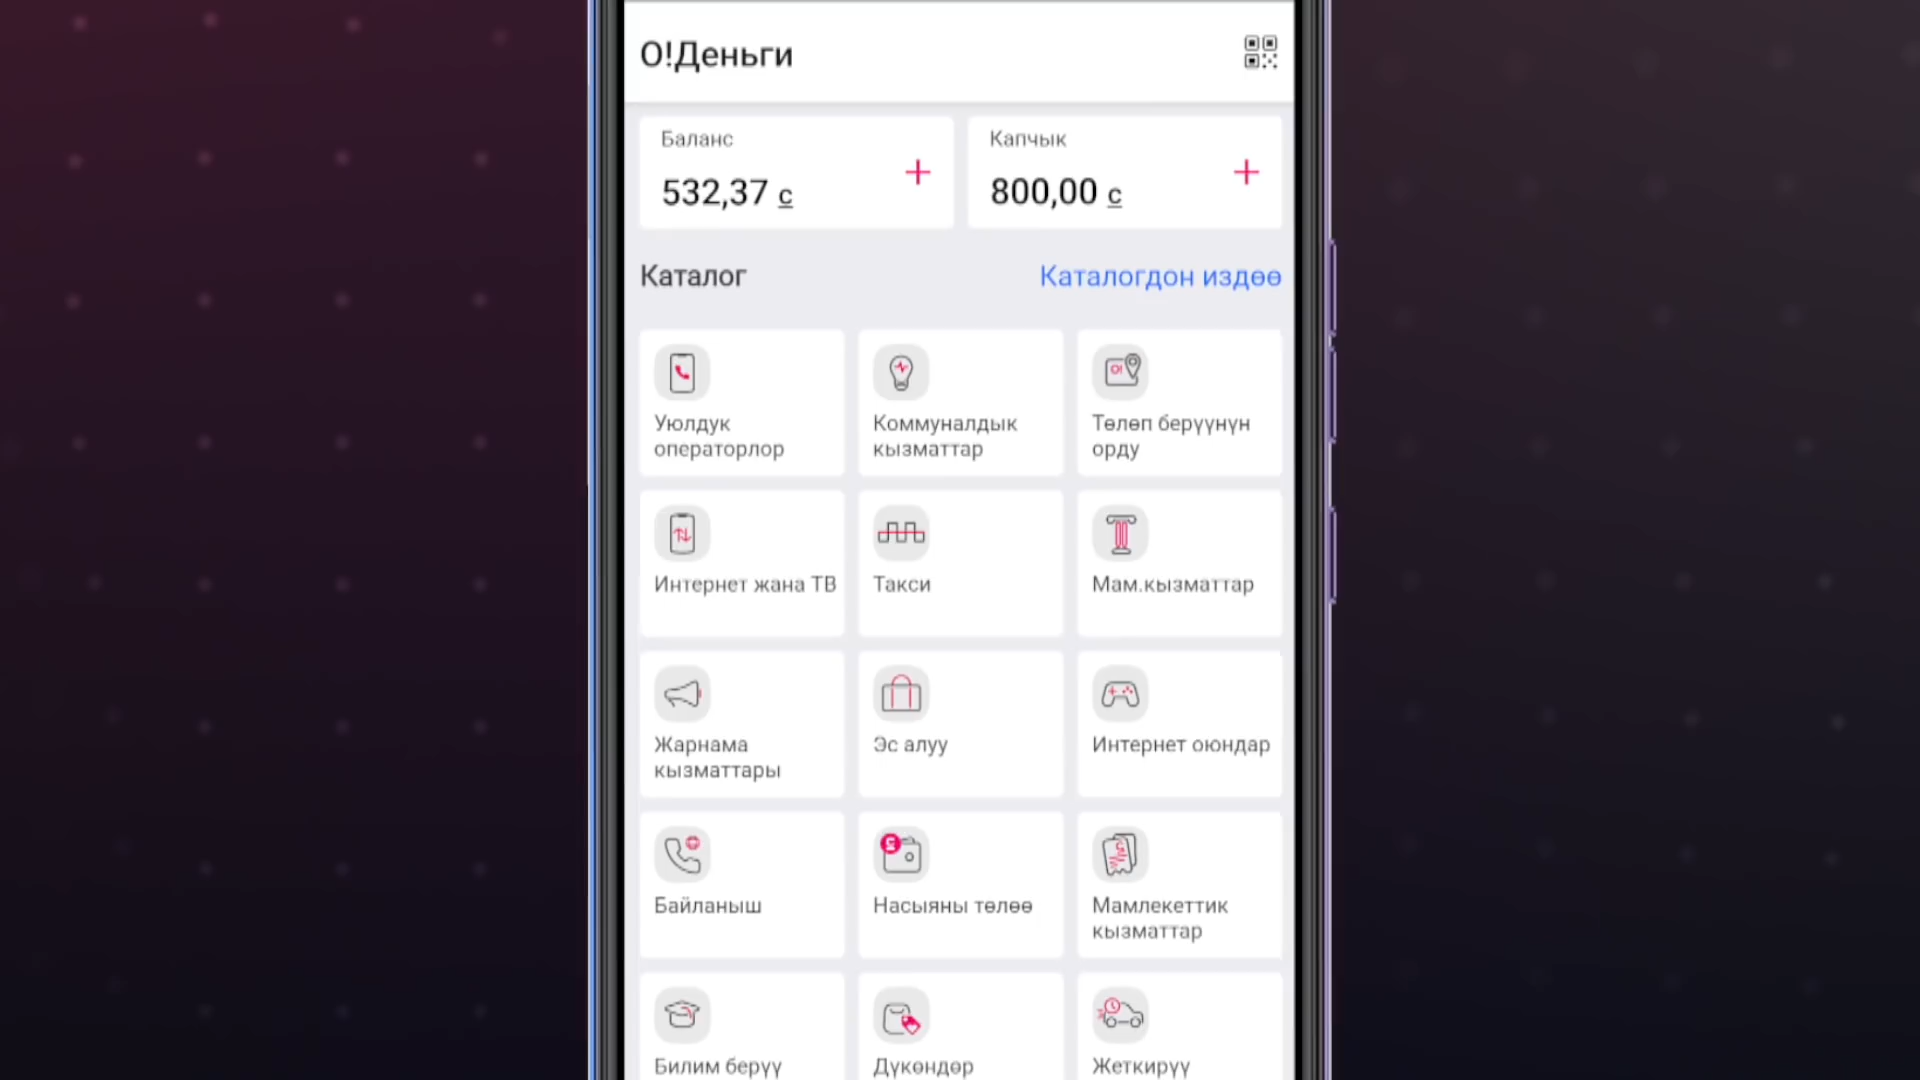 О!Деньги
Баланс
532,37 с
Капчык
800,00 с
Каталог
Каталогдон издөө
Уюлдук
операторлор
Коммуналдык
кызматтар
О!
Төлөп берүүнүн
орду
Интернет жана ТВ
Такси
Мам.кызматтар
Жарнама
кызматтары
Эс алуу
Интернет оюндар
Байланыш
с
Насыяны төлөө
Мамлекеттик
кызматтар
Билим берүү
Дүкөндөр
Жеткирүү